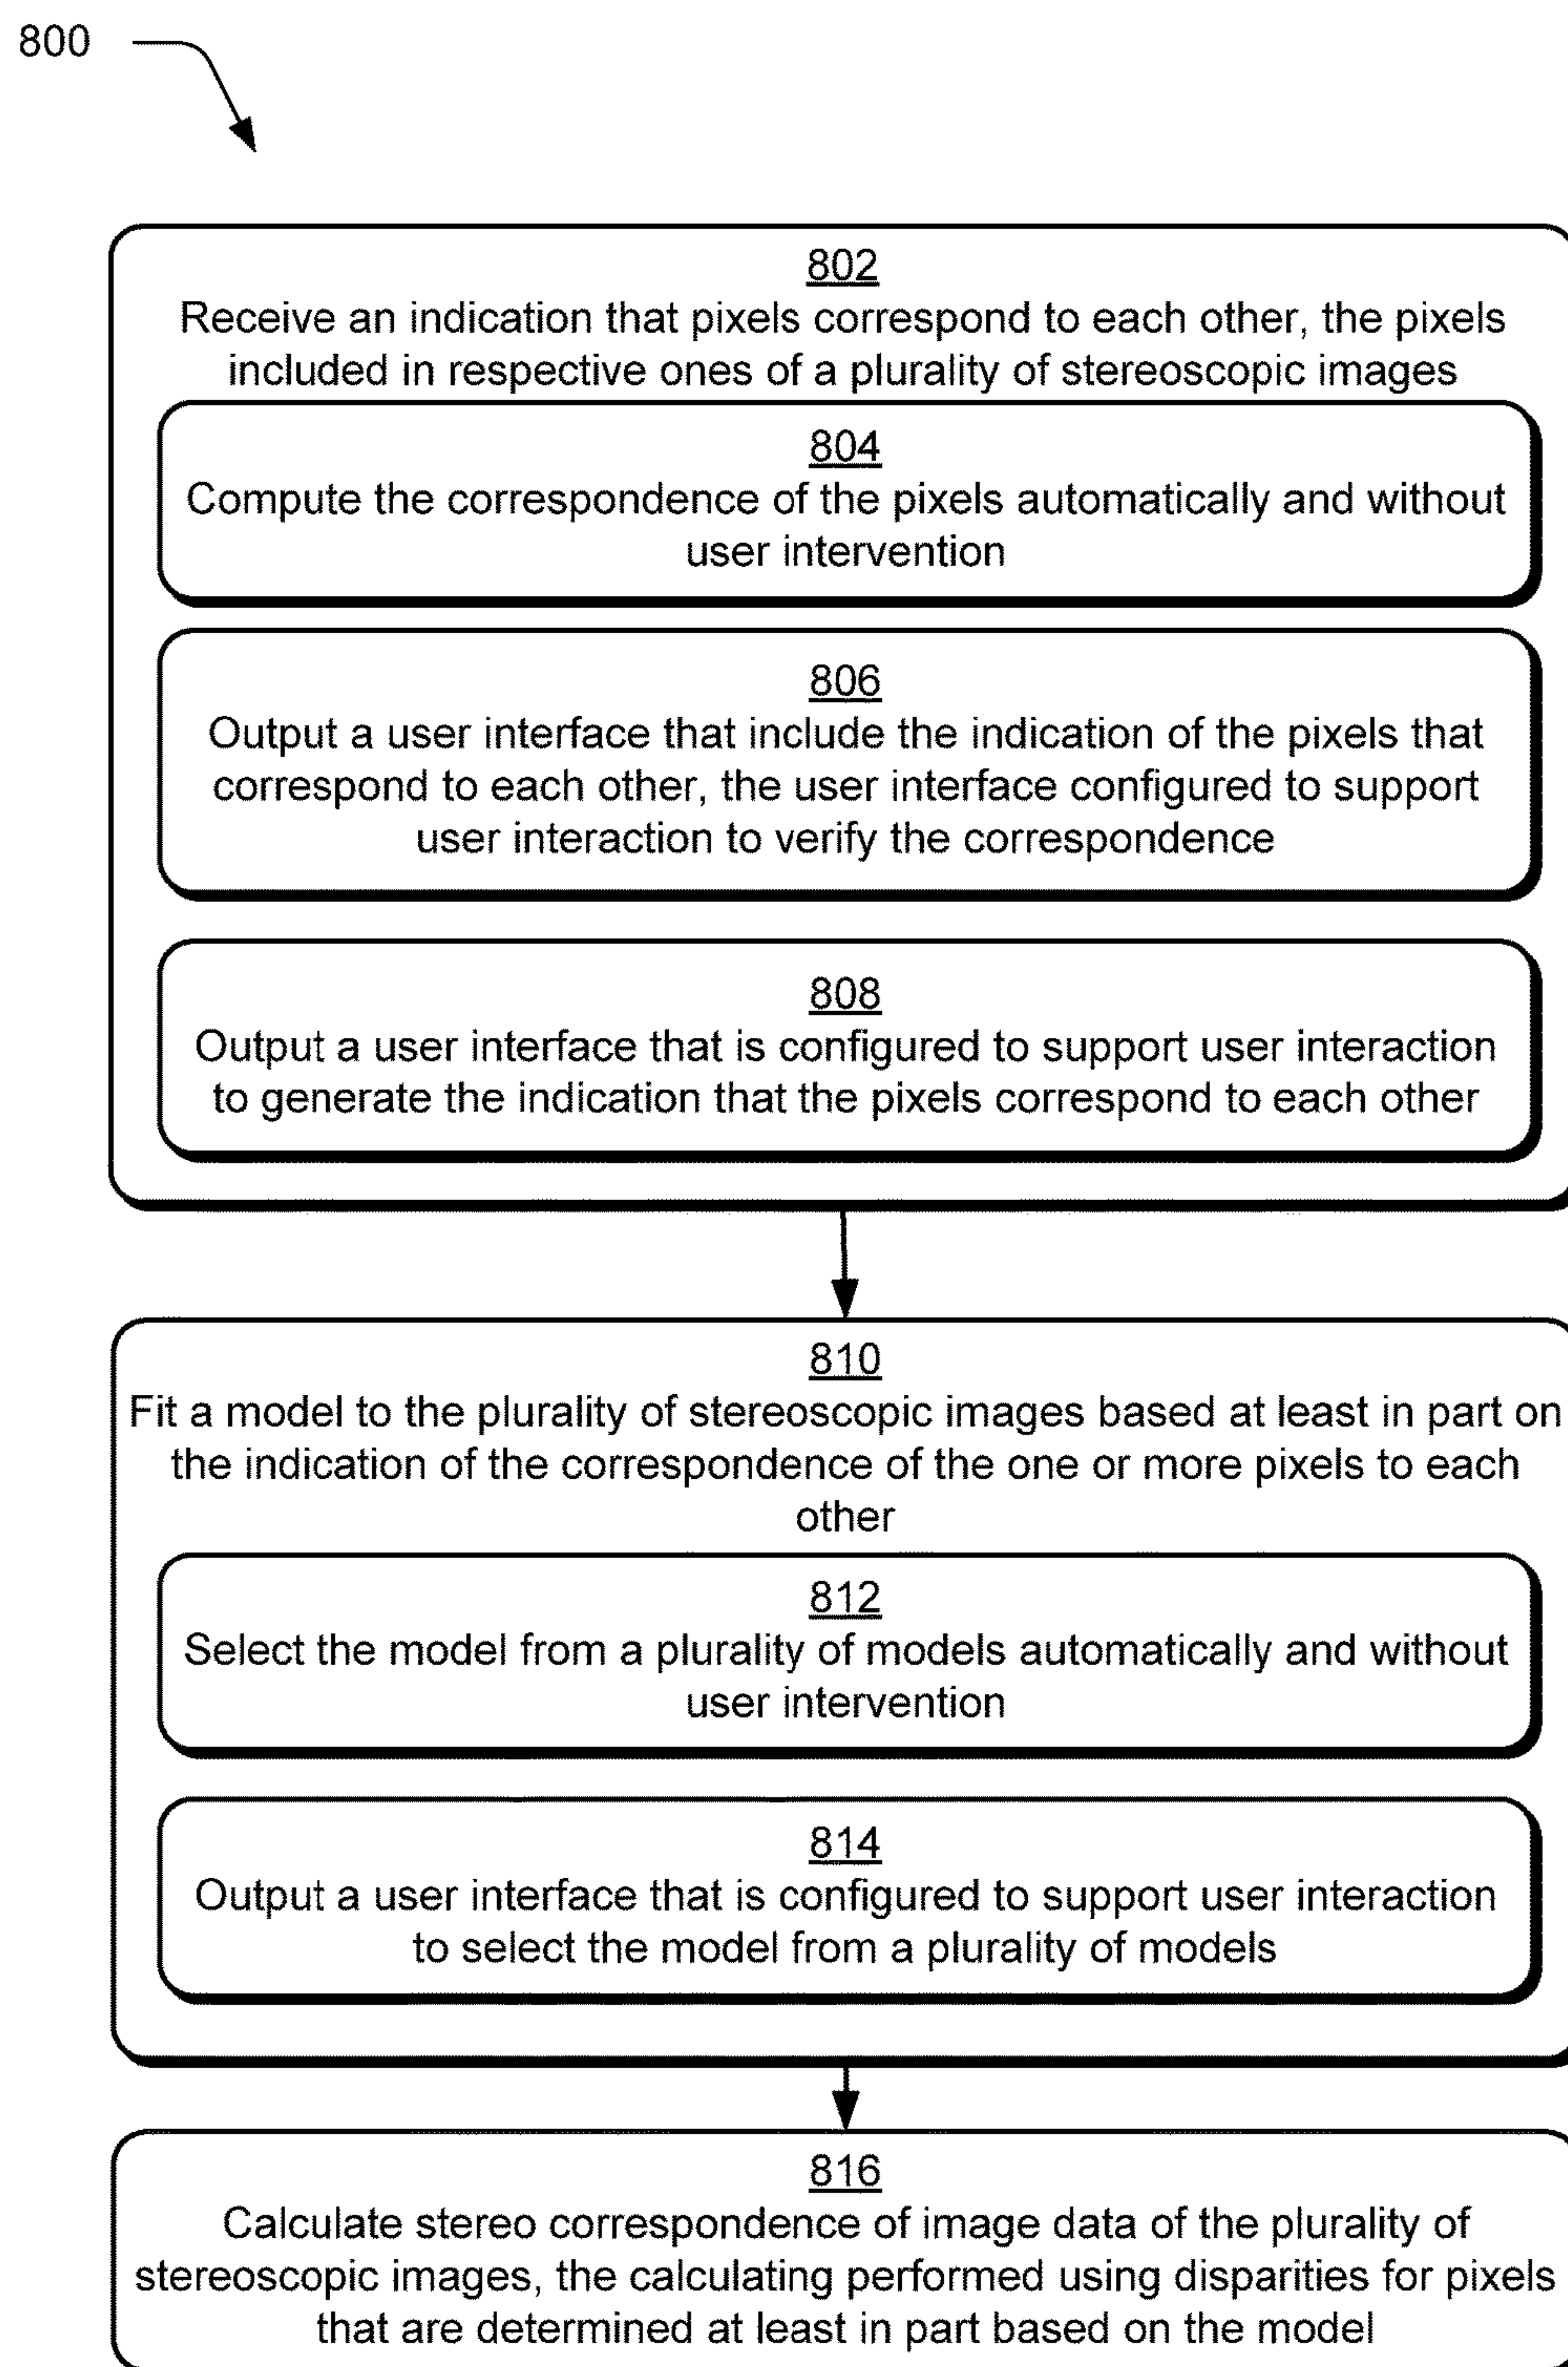 800
802
Receive an indication that pixels correspond to each other, the pixels
included in respective ones of a plurality of stereoscopic images
804
Compute the correspondence of the pixels automatically and without
user intervention
806
Output a user interface that include the indication of the pixels that
correspond to each other, the user interface configured to support
user interaction to verify the correspondence
808
Output a user interface that is configured to support user interaction
to generate the indication that the pixels correspond to each other
810
Fit a model to the plurality of stereoscopic images based at least in part on
the indication of the correspondence of the one or more pixels to each
other
812
Select the model from a plurality of models automatically and without
user intervention
814
Output a user interface that is configured to support user interaction
to select the model from a plurality of models
816
Calculate stereo correspondence of image data of the plurality of
stereoscopic images, the calculating performed using disparities for pixels
that are determined at least in part based on the model